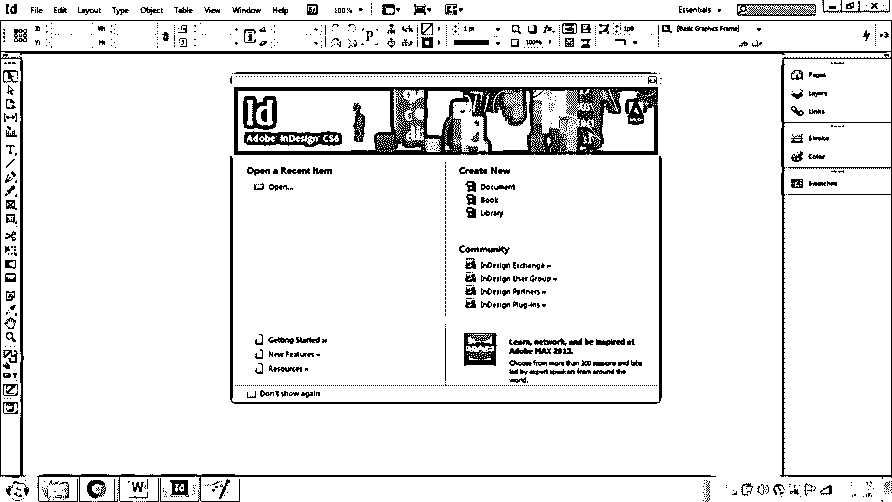 Id File Edit Layout Type Object Table View Window Help Br 100% Essentials
X: W: 1 pt [Basic Graphics Frame]
Y: H: P 100%
Pages
Layers
Links
Stroke
Color
Swatches
Id
Adobe InDesign CS6
Open a Recent Item
Open...
Create New
Document
Book
Library
Community
InDesign Exchange »
InDesign User Group »
InDesign Partners »
InDesign Plug-ins »
Getting Started »
New Features »
Resources »
Learn, network, and be inspired at
Adobe MAX 2013.
Choose from more than 300 sessions and labs
led by expert speakers from around the
world.
Don't show again
W Id